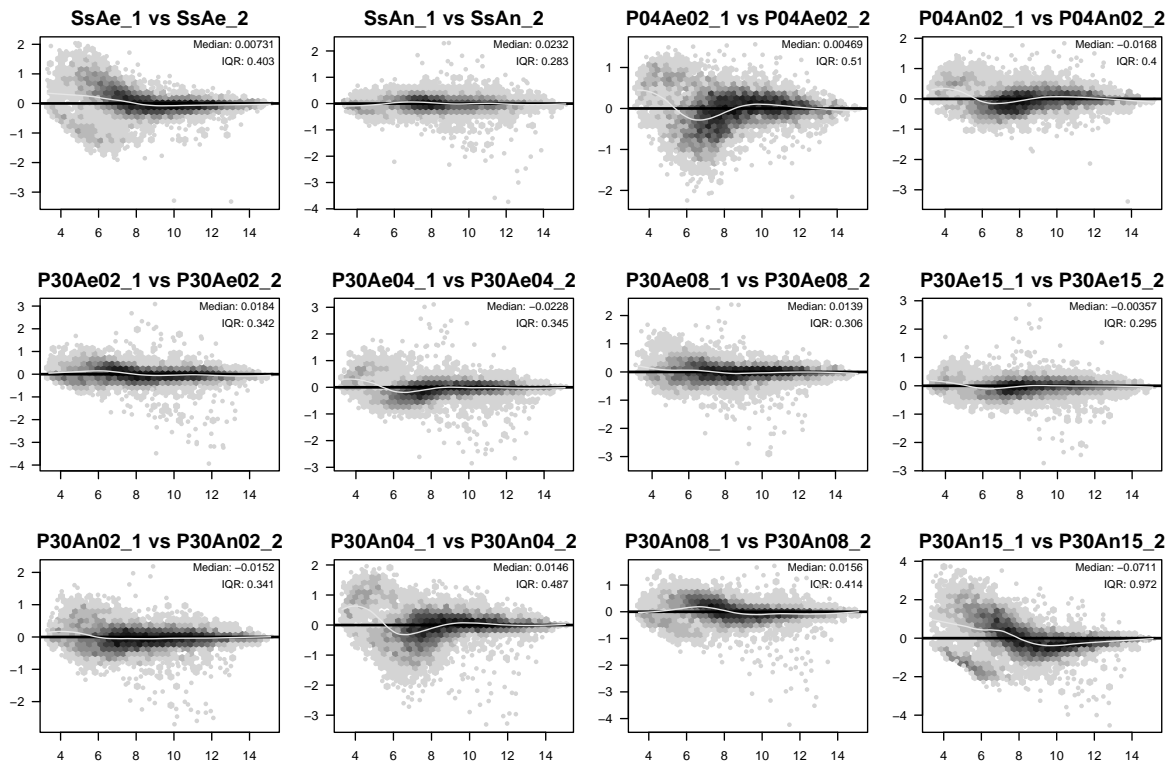 SsAe_1 vs SsAe_2
Median: 0.00731
IQR: 0.403
2
1
0
−1
−2
−3
4 6 8 10 12 14
SsAn_1 vs SsAn_2
Median: 0.0232
IQR: 0.283
2
1
0
−1
−2
−3
−4
4 6 8 10 12 14
P04Ae02_1 vs P04Ae02_2
Median: 0.00469
IQR: 0.51
1
0
−1
−2
4 6 8 10 12 14
P04An02_1 vs P04An02_2
Median: −0.0168
IQR: 0.4
1
0
−1
−2
−3
4 6 8 10 12 14
P30Ae02_1 vs P30Ae02_2
Median: 0.0184
IQR: 0.342
3
2
1
0
−1
−2
−3
−4
4 6 8 10 12 14
P30Ae04_1 vs P30Ae04_2
Median: −0.0228
IQR: 0.345
3
2
1
0
−1
−2
−3
4 6 8 10 12 14
P30Ae08_1 vs P30Ae08_2
Median: 0.0139
IQR: 0.306
2
1
0
−1
−2
−3
4 6 8 10 12 14
P30Ae15_1 vs P30Ae15_2
Median: −0.00357
IQR: 0.295
3
2
1
0
−1
−2
−3
4 6 8 10 12 14
P30An02_1 vs P30An02_2
Median: −0.0152
IQR: 0.341
2
1
0
−1
−2
4 6 8 10 12 14
P30An04_1 vs P30An04_2
Median: 0.0146
IQR: 0.487
2
1
0
−1
−2
−3
4 6 8 10 12 14
P30An08_1 vs P30An08_2
Median: 0.0156
IQR: 0.414
1
0
−1
−2
−3
−4
4 6 8 10 12 14
P30An15_1 vs P30An15_2
Median: −0.0711
IQR: 0.972
4
2
0
−2
−4
4 6 8 10 12 14